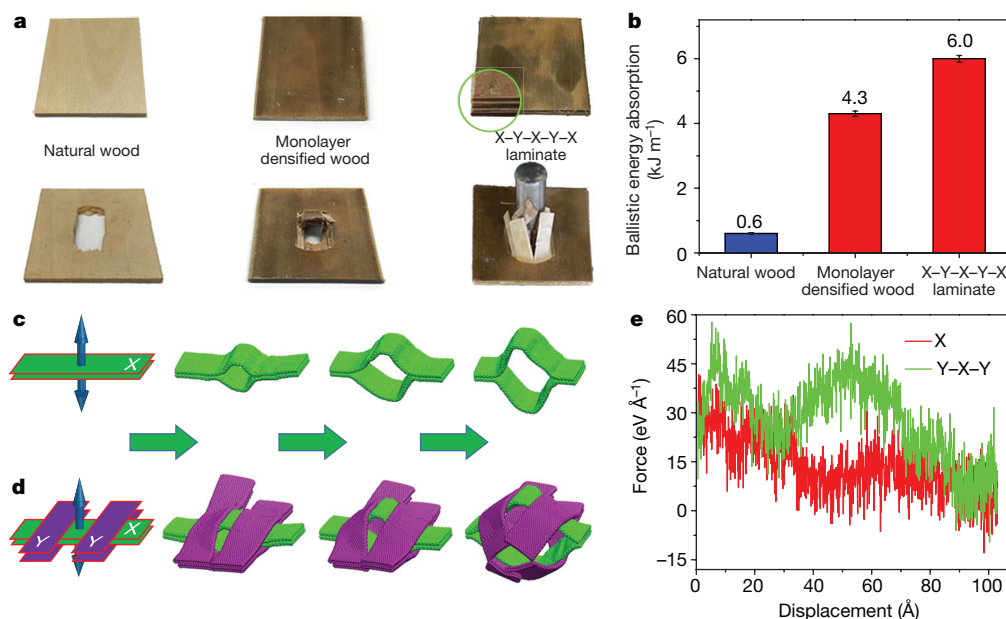 a
Natural wood
Monolayer
densified wood
X–Y–X–Y–X
laminate
b
Ballistic energy absorption
(kJ m⁻¹)
6
4
2
0
0.6
4.3
6.0
Natural wood
Monolayer
densified wood
X–Y–X–Y–X
laminate
c
X
d
Y
Y
X
e
Force (eV Å⁻¹)
60
45
30
15
0
−15
X
Y–X–Y
0
20
40
60
80
100
Displacement (Å)